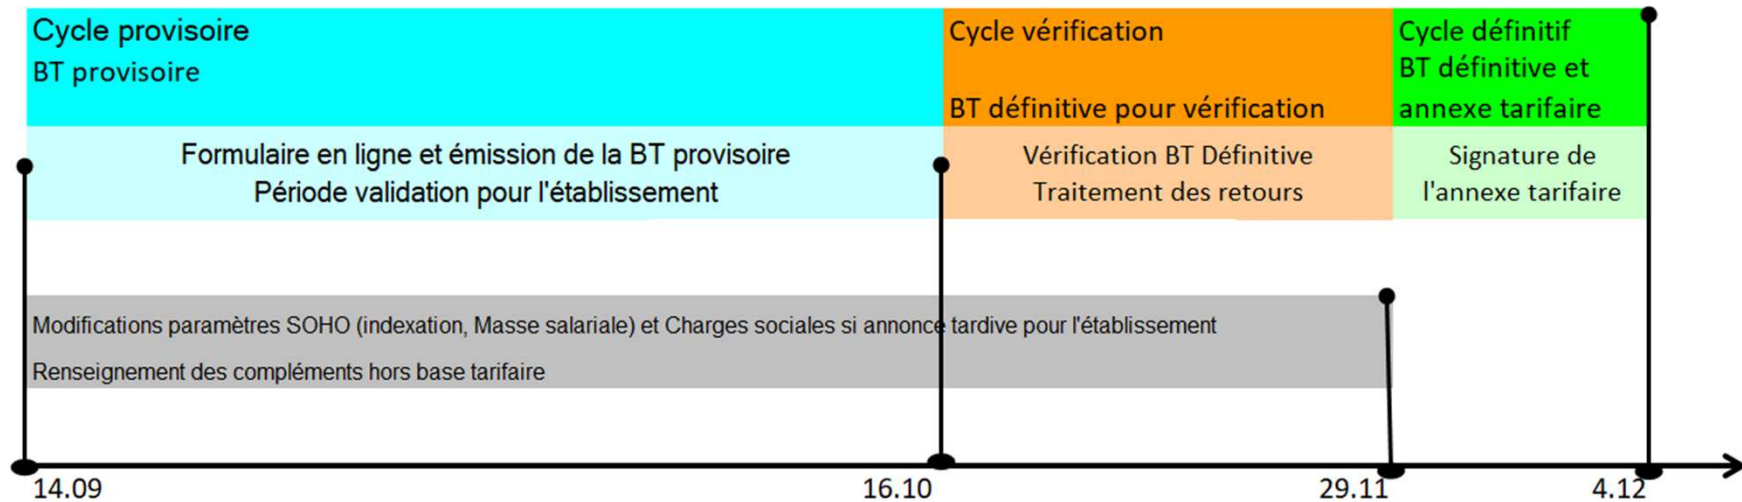 Cycle provisoire
BT provisoire
Cycle vérification
BT définitive pour vérification
Cycle définitif
BT définitive et
annexe tarifaire
Formulaire en ligne et émission de la BT provisoire
Période validation pour l'établissement
Vérification BT Définitive
Traitement des retours
Signature de
l'annexe tarifaire
Modifications paramètres SOHO (indexation, Masse salariale) et Charges sociales si annonce tardive pour l'établissement
Renseignement des compléments hors base tarifaire
14.09
16.10
29.11
4.12